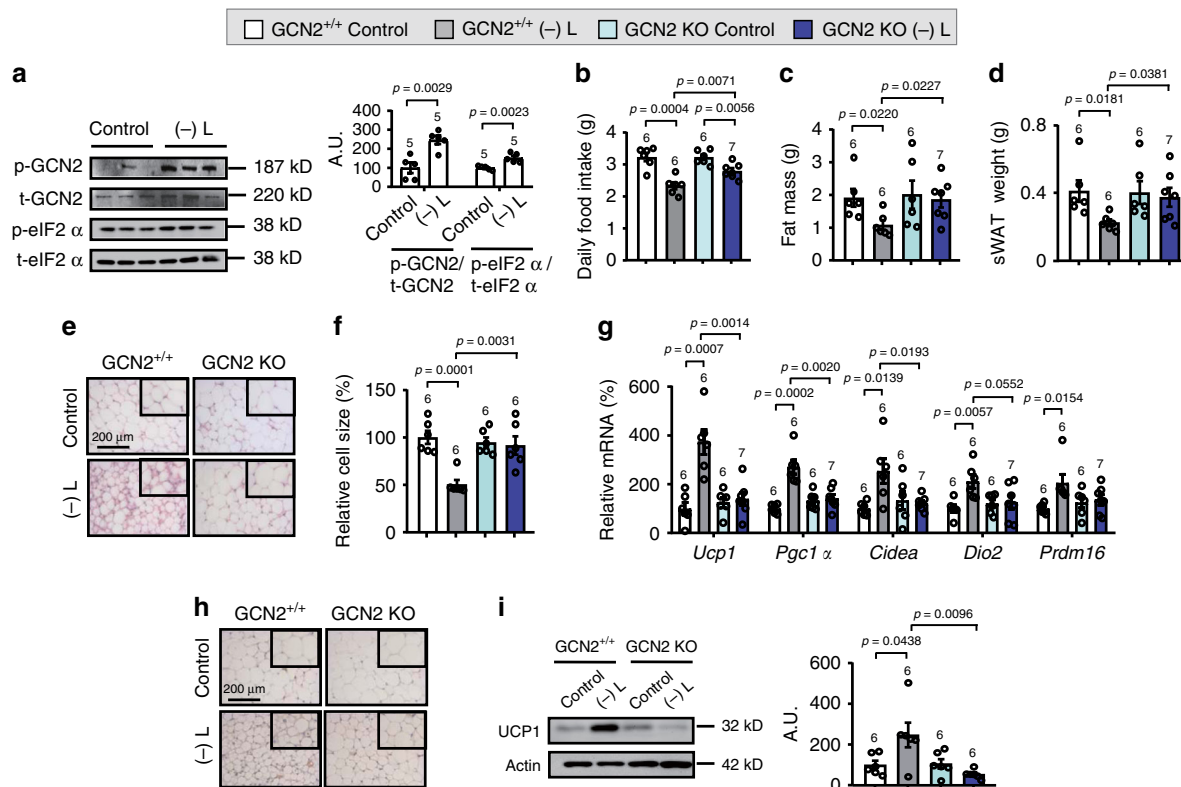 GCN2+/+ Control GCN2+/+ (–) L GCN2 KO Control GCN2 KO (–) L
a
Control (–) L
p-GCN2 187 kD
t-GCN2 220 kD
p-eIF2 α 38 kD
t-eIF2 α 38 kD
p = 0.0029
p = 0.0023
A.U.
400
300
200
100
0
5 5 5 5
Control (–) L Control (–) L
p-GCN2/ p-eIF2 α /
t-GCN2 t-eIF2 α
b
p = 0.0071
p = 0.0004 p = 0.0056
Daily food intake (g)
4
3
2
1
0
6 6 6 7
c
p = 0.0227
p = 0.0220
Fat mass (g)
4
3
2
1
0
6 6 6 7
d
p = 0.0381
p = 0.0181
sWAT weight (g)
0.8
0.4
0
6 6 6 7
e
GCN2+/+ GCN2 KO
Control
200 μm
(–) L
f
p = 0.0031
p = 0.0001
Relative cell size (%)
150
100
50
0
6 6 6 6
g
p = 0.0014
p = 0.0007
p = 0.0020
p = 0.0002
p = 0.0193
p = 0.0139
p = 0.0552
p = 0.0057
p = 0.0154
Relative mRNA (%)
600
400
200
0
6 6 6 7 6 6 6 7 6 6 6 7 6 6 6 7 6 6 6 7
Ucp1 Pgc1 α Cidea Dio2 Prdm16
h
GCN2+/+ GCN2 KO
Control
200 μm
(–) L
i
GCN2+/+ GCN2 KO
Control (–) L Control (–) L
UCP1 32 kD
Actin 42 kD
p = 0.0096
p = 0.0438
A.U.
600
400
200
0
6 6 6 6